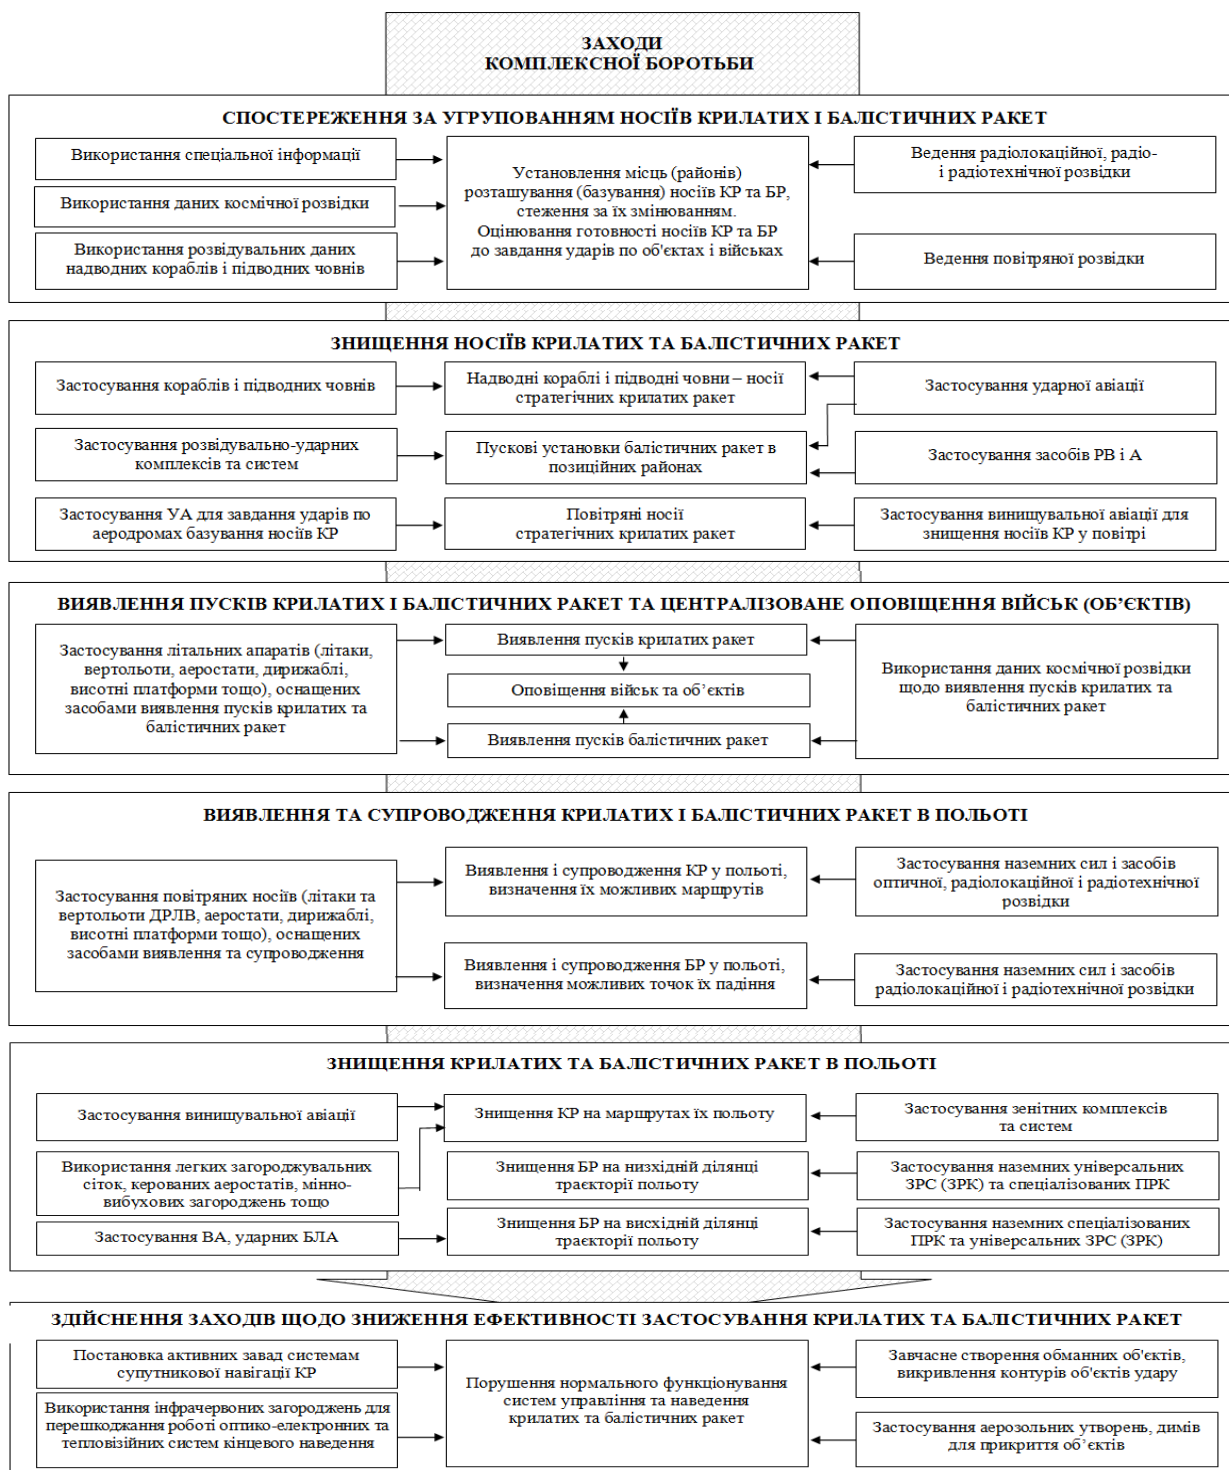 ЗАХОДИ
КОМПЛЕКСНОЇ БОРОТЬБИ
СПОСТЕРЕЖЕННЯ ЗА УГРУПОВАННЯМ НОСІЇВ КРИЛАТИХ І БАЛІСТИЧНИХ РАКЕТ
Використання спеціальної інформації
Використання даних космічної розвідки
Використання розвідувальних даних
надводних кораблів і підводних човнів
Установлення місць (районів)
розташування (базування) носіїв КР та БР,
стеження за їх змінюванням.
Оцінювання готовності носіїв КР та БР
до завдання ударів по об'єктах і військах
Ведення радіолокаційної, радіо-
і радіотехнічної розвідки
Ведення повітряної розвідки
ЗНИЩЕННЯ НОСІЇВ КРИЛАТИХ ТА БАЛІСТИЧНИХ РАКЕТ
Застосування кораблів і підводних човнів
Надводні кораблі і підводні човни – носії
стратегічних крилатих ракет
Застосування ударної авіації
Застосування розвідувально-ударних
комплексів та систем
Пускові установки балістичних ракет в
позиційних районах
Застосування засобів РВ і А
Застосування УА для завдання ударів по
аеродромах базування носіїв КР
Повітряні носії
стратегічних крилатих ракет
Застосування винищувальної авіації для
знищення носіїв КР у повітрі
ВИЯВЛЕННЯ ПУСКІВ КРИЛАТИХ І БАЛІСТИЧНИХ РАКЕТ ТА ЦЕНТРАЛІЗОВАНЕ ОПОВІЩЕННЯ ВІЙСЬК (ОБ’ЄКТІВ)
Застосування літальних апаратів (літаки,
вертольоти, аеростати, дирижаблі,
висотні платформи тощо), оснащених
засобами виявлення пусків крилатих та
балістичних ракет
Виявлення пусків крилатих ракет
Оповіщення військ та об’єктів
Виявлення пусків балістичних ракет
Використання даних космічної розвідки
щодо виявлення пусків крилатих та
балістичних ракет
ВИЯВЛЕННЯ ТА СУПРОВОДЖЕННЯ КРИЛАТИХ І БАЛІСТИЧНИХ РАКЕТ В ПОЛЬОТІ
Застосування повітряних носіїв (літаки та
вертольоти ДРЛВ, аеростати, дирижаблі,
висотні платформи тощо), оснащених
засобами виявлення та супроводження
Виявлення і супроводження КР у польоті,
визначення їх можливих маршрутів
Застосування наземних сил і засобів
оптичної, радіолокаційної і радіотехнічної
розвідки
Виявлення і супроводження БР у польоті,
визначення можливих точок їх падіння
Застосування наземних сил і засобів
радіолокаційної і радіотехнічної розвідки
ЗНИЩЕННЯ КРИЛАТИХ ТА БАЛІСТИЧНИХ РАКЕТ В ПОЛЬОТІ
Застосування винищувальної авіації
Знищення КР на маршрутах їх польоту
Застосування зенітних комплексів
та систем
Використання легких загороджувальних
сіток, керованих аеростатів, мінно-
вибухових загороджень тощо
Знищення БР на низхідній ділянці
траєкторії польоту
Застосування наземних універсальних
ЗРС (ЗРК) та спеціалізованих ПРК
Застосування ВА, ударних БЛА
Знищення БР на висхідній ділянці
траєкторії польоту
Застосування наземних спеціалізованих
ПРК та універсальних ЗРС (ЗРК)
ЗДІЙСНЕННЯ ЗАХОДІВ ЩОДО ЗНИЖЕННЯ ЕФЕКТИВНОСТІ ЗАСТОСУВАННЯ КРИЛАТИХ ТА БАЛІСТИЧНИХ РАКЕТ
Постановка активних завад системам
супутникової навігації КР
Використання інфрачервоних загороджень для
перешкоджання роботі оптико-електронних та
тепловізійних систем кінцевого наведення
Порушення нормального функціонування
систем управління та наведення
крилатих та балістичних ракет
Завчасне створення обманних об'єктів,
викривлення контурів об'єктів удару
Застосування аерозольних утворень, димів
для прикриття об’єктів